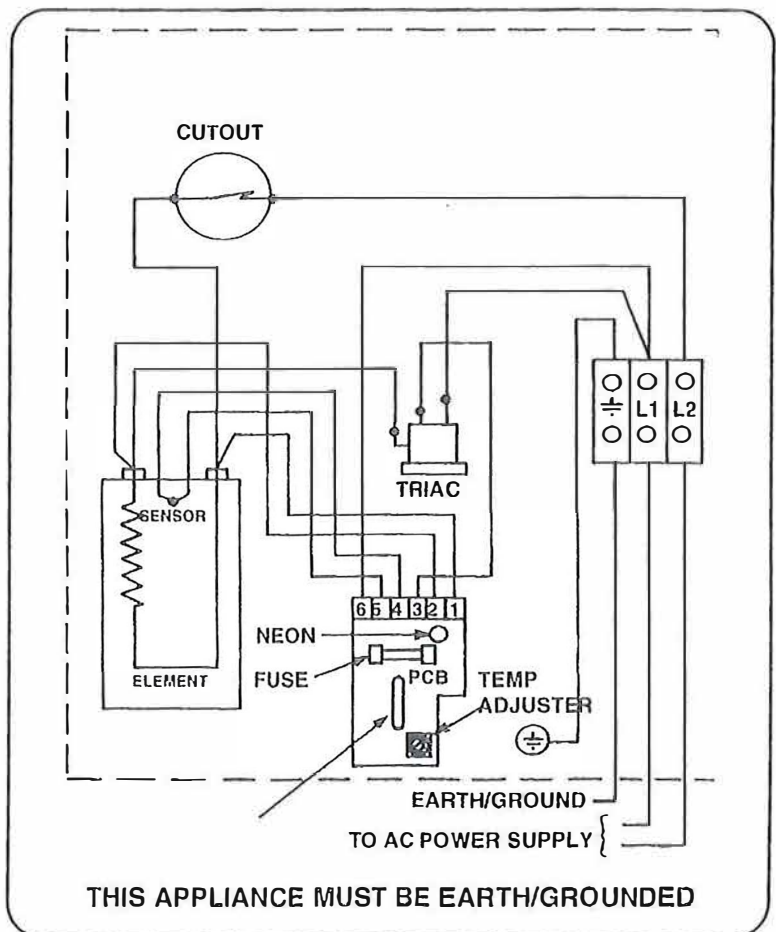 CUTOUT
L1 L2
TRIAC
SENSOR
6 5 4 3 2 1
NEON
FUSE
PCB
TEMP
ADJUSTER
ELEMENT
EARTH/GROUND
TO AC POWER SUPPLY
THIS APPLIANCE MUST BE EARTH/GROUNDED